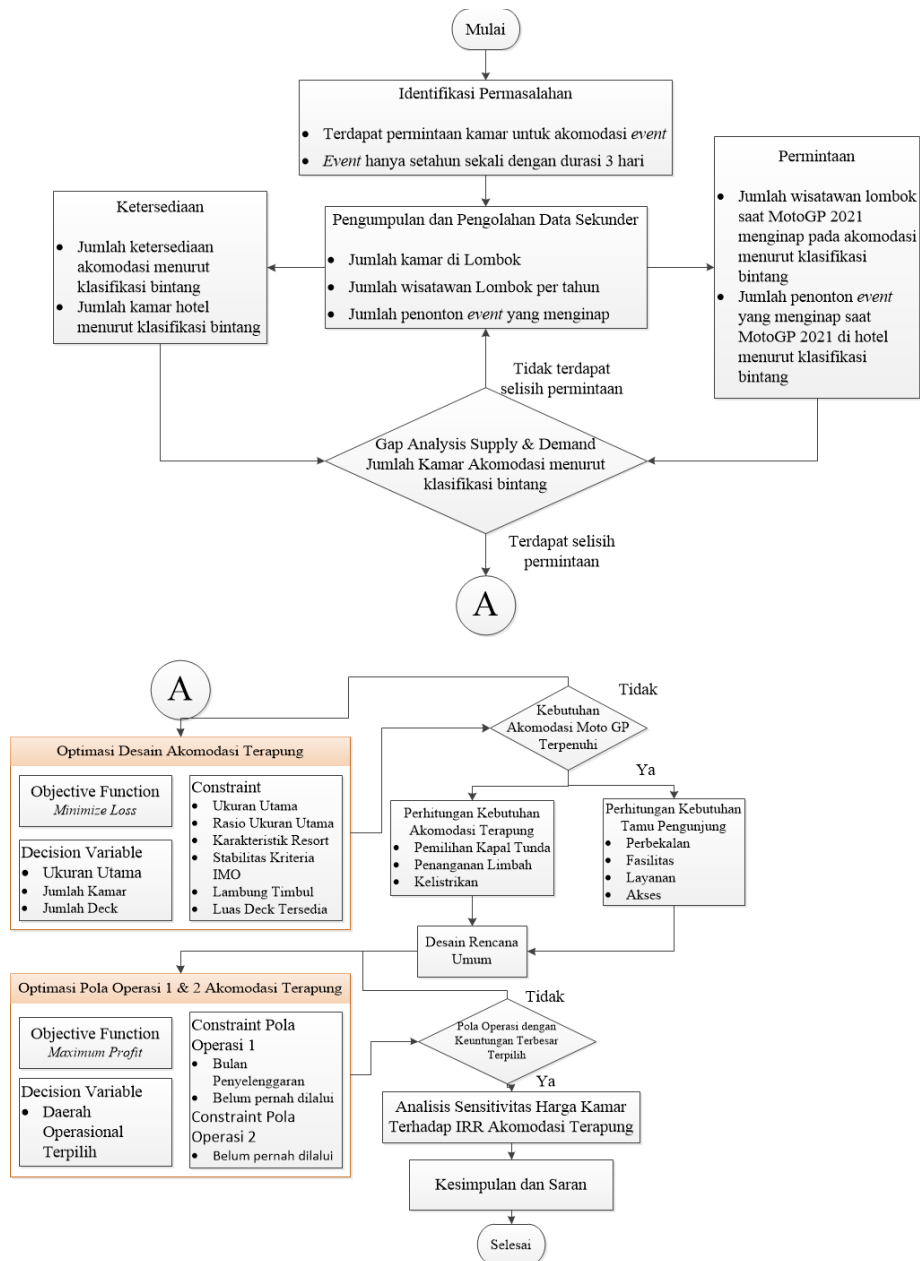 Mulai
Identifikasi Permasalahan
• Terdapat permintaan kamar untuk akomodasi event
• Event hanya setahun sekali dengan durasi 3 hari
Ketersediaan
• Jumlah ketersediaan
akomodasi menurut
klasifikasi bintang
• Jumlah kamar hotel
menurut klasifikasi bintang
Pengumpulan dan Pengolahan Data Sekunder
• Jumlah kamar di Lombok
• Jumlah wisatawan Lombok per tahun
• Jumlah penonton event yang menginap
Permintaan
• Jumlah wisatawan lombok
saat MotoGP 2021
menginap pada akomodasi
menurut klasifikasi
bintang
• Jumlah penonton event
yang menginap saat
MotoGP 2021 di hotel
menurut klasifikasi
bintang
Tidak terdapat
selisih permintaan
Gap Analysis Supply & Demand
Jumlah Kamar Akomodasi menurut
klasifikasi bintang
Terdapat selisih
permintaan
A
A
Tidak
Kebutuhan
Akomodasi Moto GP
Terpenuhi
Ya
Optimasi Desain Akomodasi Terapung
Objective Function
Minimize Loss
Decision Variable
• Ukuran Utama
• Jumlah Kamar
• Jumlah Deck
Constraint
• Ukuran Utama
• Rasio Ukuran Utama
• Karakteristik Resort
• Stabilitas Kriteria
IMO
• Lambung Timbul
• Luas Deck Tersedia
Perhitungan Kebutuhan
Akomodasi Terapung
• Pemilihan Kapal Tunda
• Penanganan Limbah
• Kelistrikan
Perhitungan Kebutuhan
Tamu Pengunjung
• Perbekalan
• Fasilitas
• Layanan
• Akses
Desain Rencana
Umum
Optimasi Pola Operasi 1 & 2 Akomodasi Terapung
Objective Function
Maximum Profit
Decision Variable
• Daerah
Operasional
Terpilih
Constraint Pola
Operasi 1
• Bulan
Penyelenggaran
• Belum pernah dilalui
Constraint Pola
Operasi 2
• Belum pernah dilalui
Tidak
Pola Operasi dengan
Keuntungan Terbesar
Terpilih
Ya
Analisis Sensitivitas Harga Kamar
Terhadap IRR Akomodasi Terapung
Kesimpulan dan Saran
Selesai